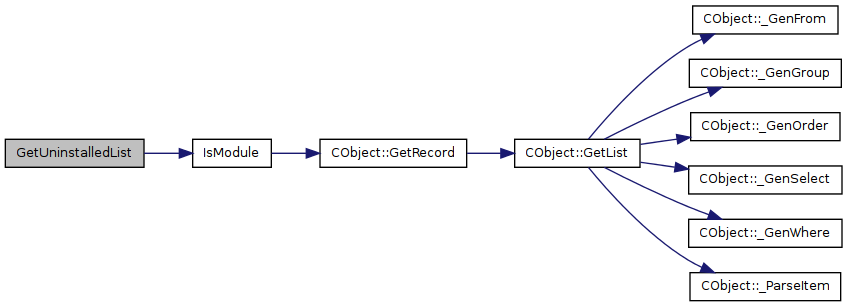 GetUninstalledList
IsModule
CObject::GetRecord
CObject::GetList
CObject::_GenFrom
CObject::_GenGroup
CObject::_GenOrder
CObject::_GenSelect
CObject::_GenWhere
CObject::_ParseItem